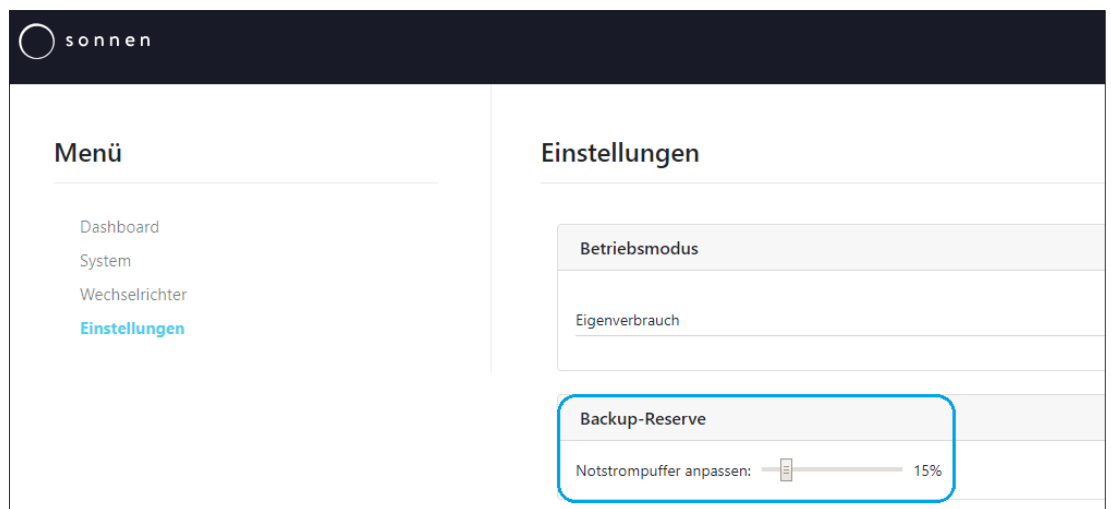 sonnen
Menü
Dashboard
System
Wechselrichter
Einstellungen
Einstellungen
Betriebsmodus
Eigenverbrauch
Backup-Reserve
Notstrompuffer anpassen: 15%